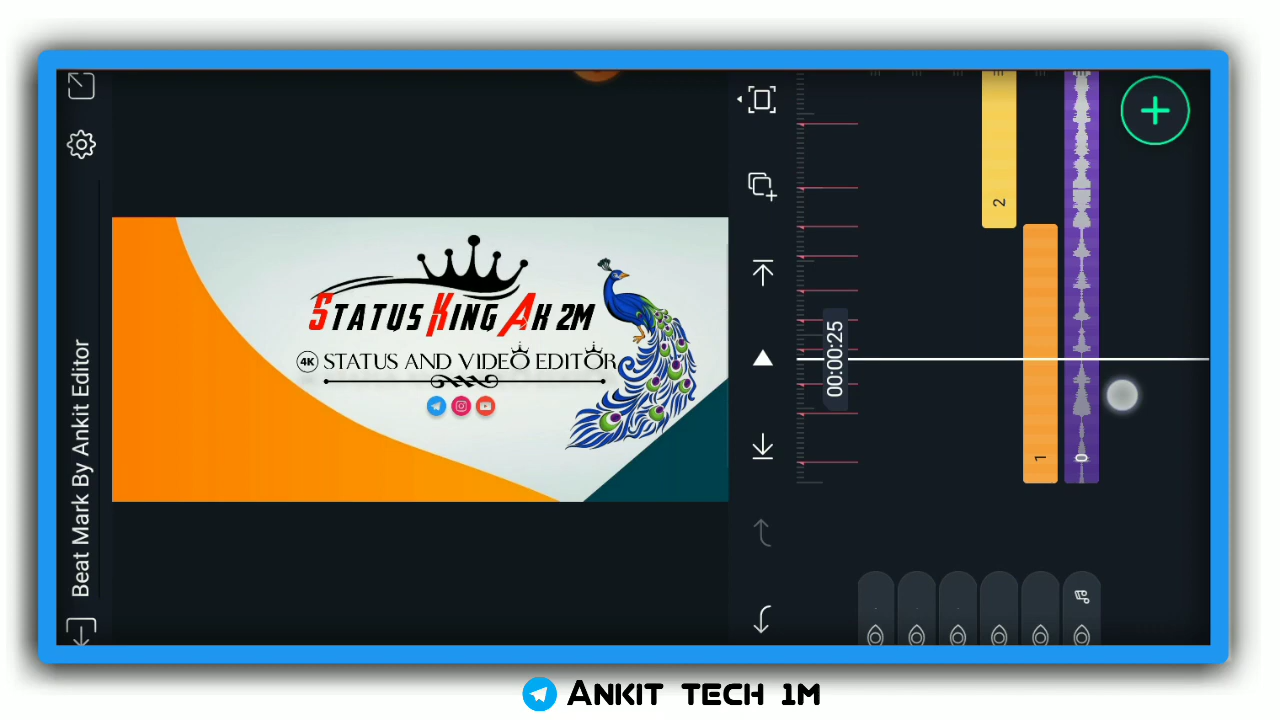 Beat Mark By Ankit Editor
STATUS KING AK 2M
4K STATUS AND VIDEO EDITOR
00:00:25
2
1
0
ANKIT TECH 1M